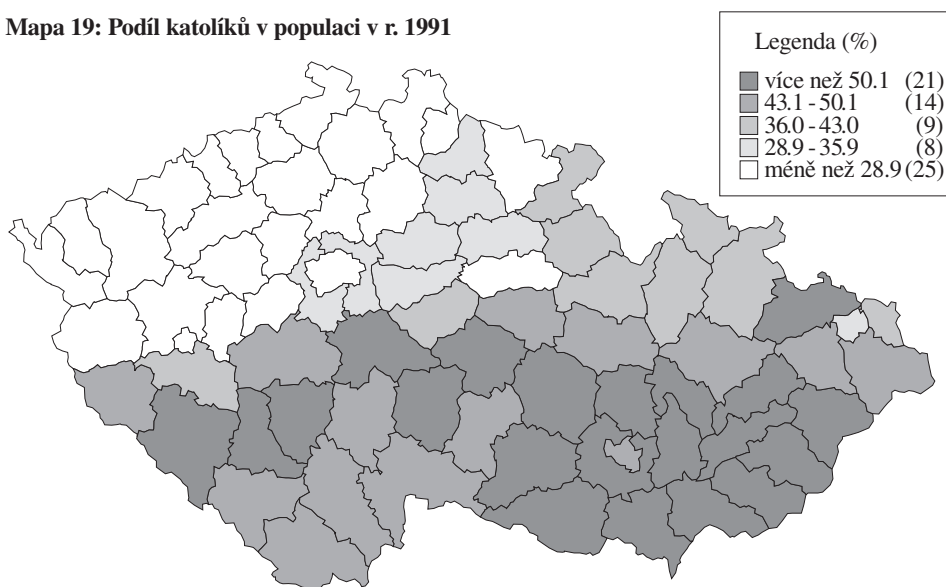 Mapa 19: Podíl katolíků v populaci v r. 1991
Legenda (%)
více než 50.1 (21)
43.1 - 50.1 (14)
36.0 - 43.0 (9)
28.9 - 35.9 (8)
méně než 28.9 (25)